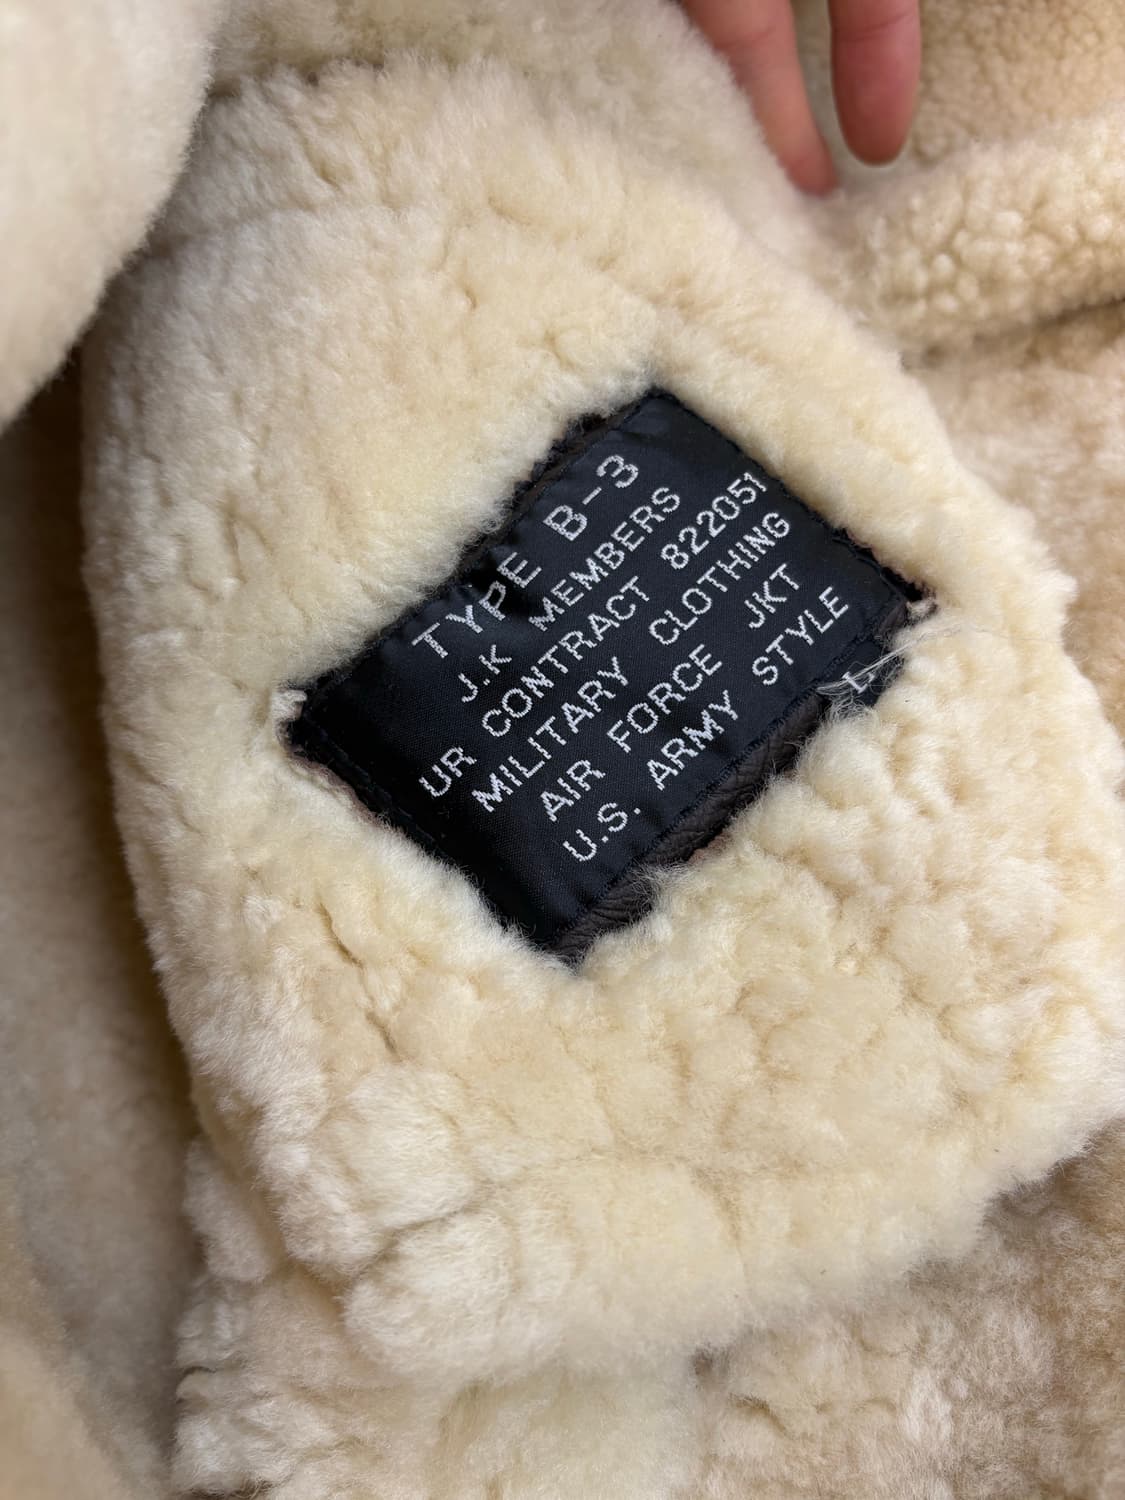 TYPE B-3
J.K MEMBERS
UR CONTRACT 822051
MILITARY CLOTHING
AIR FORCE JKT
U.S. ARMY STYLE
L